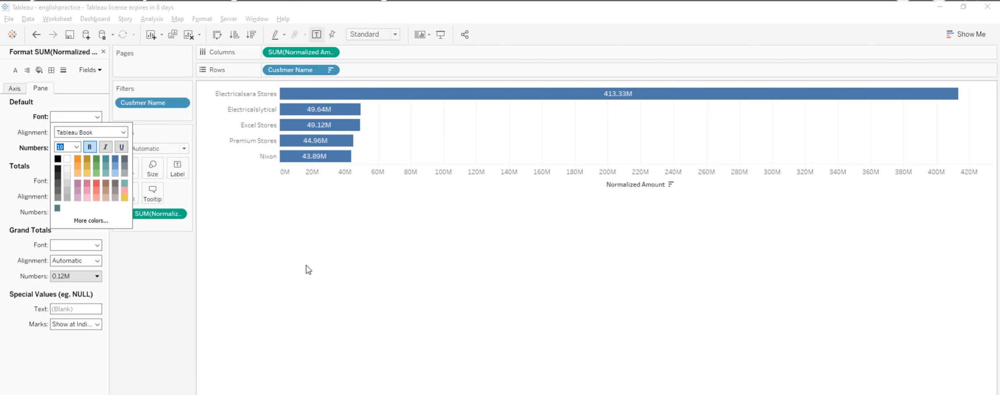 Tableau - englishpractice - Tableau license expires in 8 days
File Data Worksheet Dashboard Story Analysis Map Format Server Window Help
Standard
Show Me
Format SUM(Normalized ...
Fields
Axis
Pane
Default
Font:
Alignment:
Tableau Book
Numbers:
10
B
I
U
Totals
Font:
Alignment:
Numbers:
More colors...
Grand Totals
Font:
Alignment: Automatic
Numbers: 0.12M
Special Values (eg. NULL)
Text: (Blank)
Marks: Show at Indi...
Pages
Filters
Custmer Name
Automatic
Size
Label
Tooltip
SUM(Normaliz..
Columns
SUM(Normalized Am..
Rows
Custmer Name
Electricalsara Stores 413.33M
Electricalslytical 49.64M
Excel Stores 49.12M
Premium Stores 44.96M
Nixon 43.89M
0M 20M 40M 60M 80M 100M 120M 140M 160M 180M 200M 220M 240M 260M 280M 300M 320M 340M 360M 380M 400M 420M
Normalized Amount